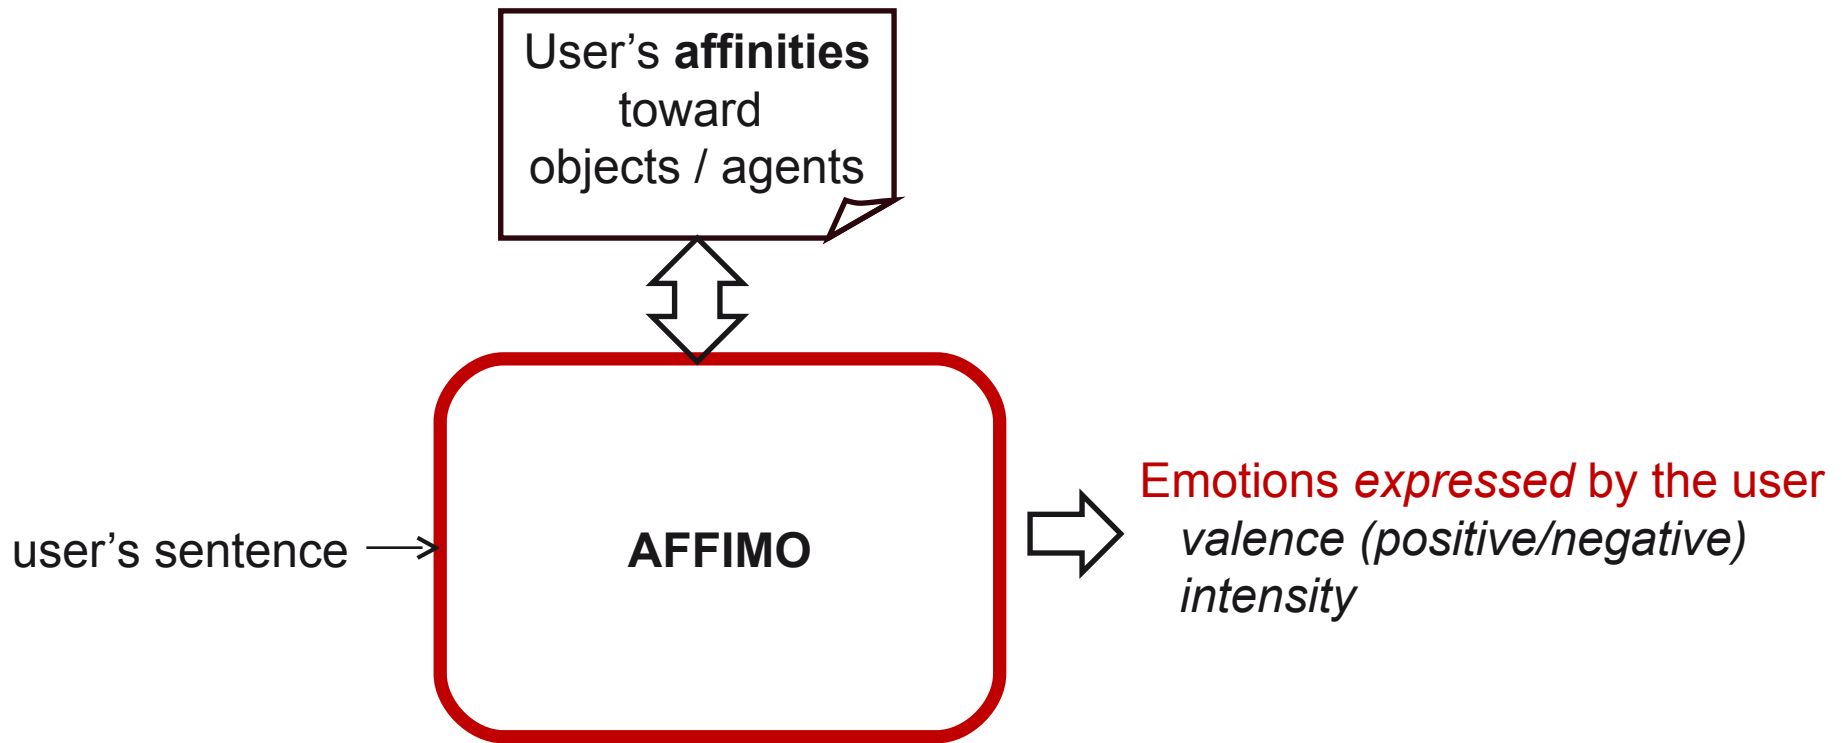 User’s affinities
toward
objects / agents
user’s sentence
AFFIMO
Emotions expressed by the user
valence (positive/negative)
intensity